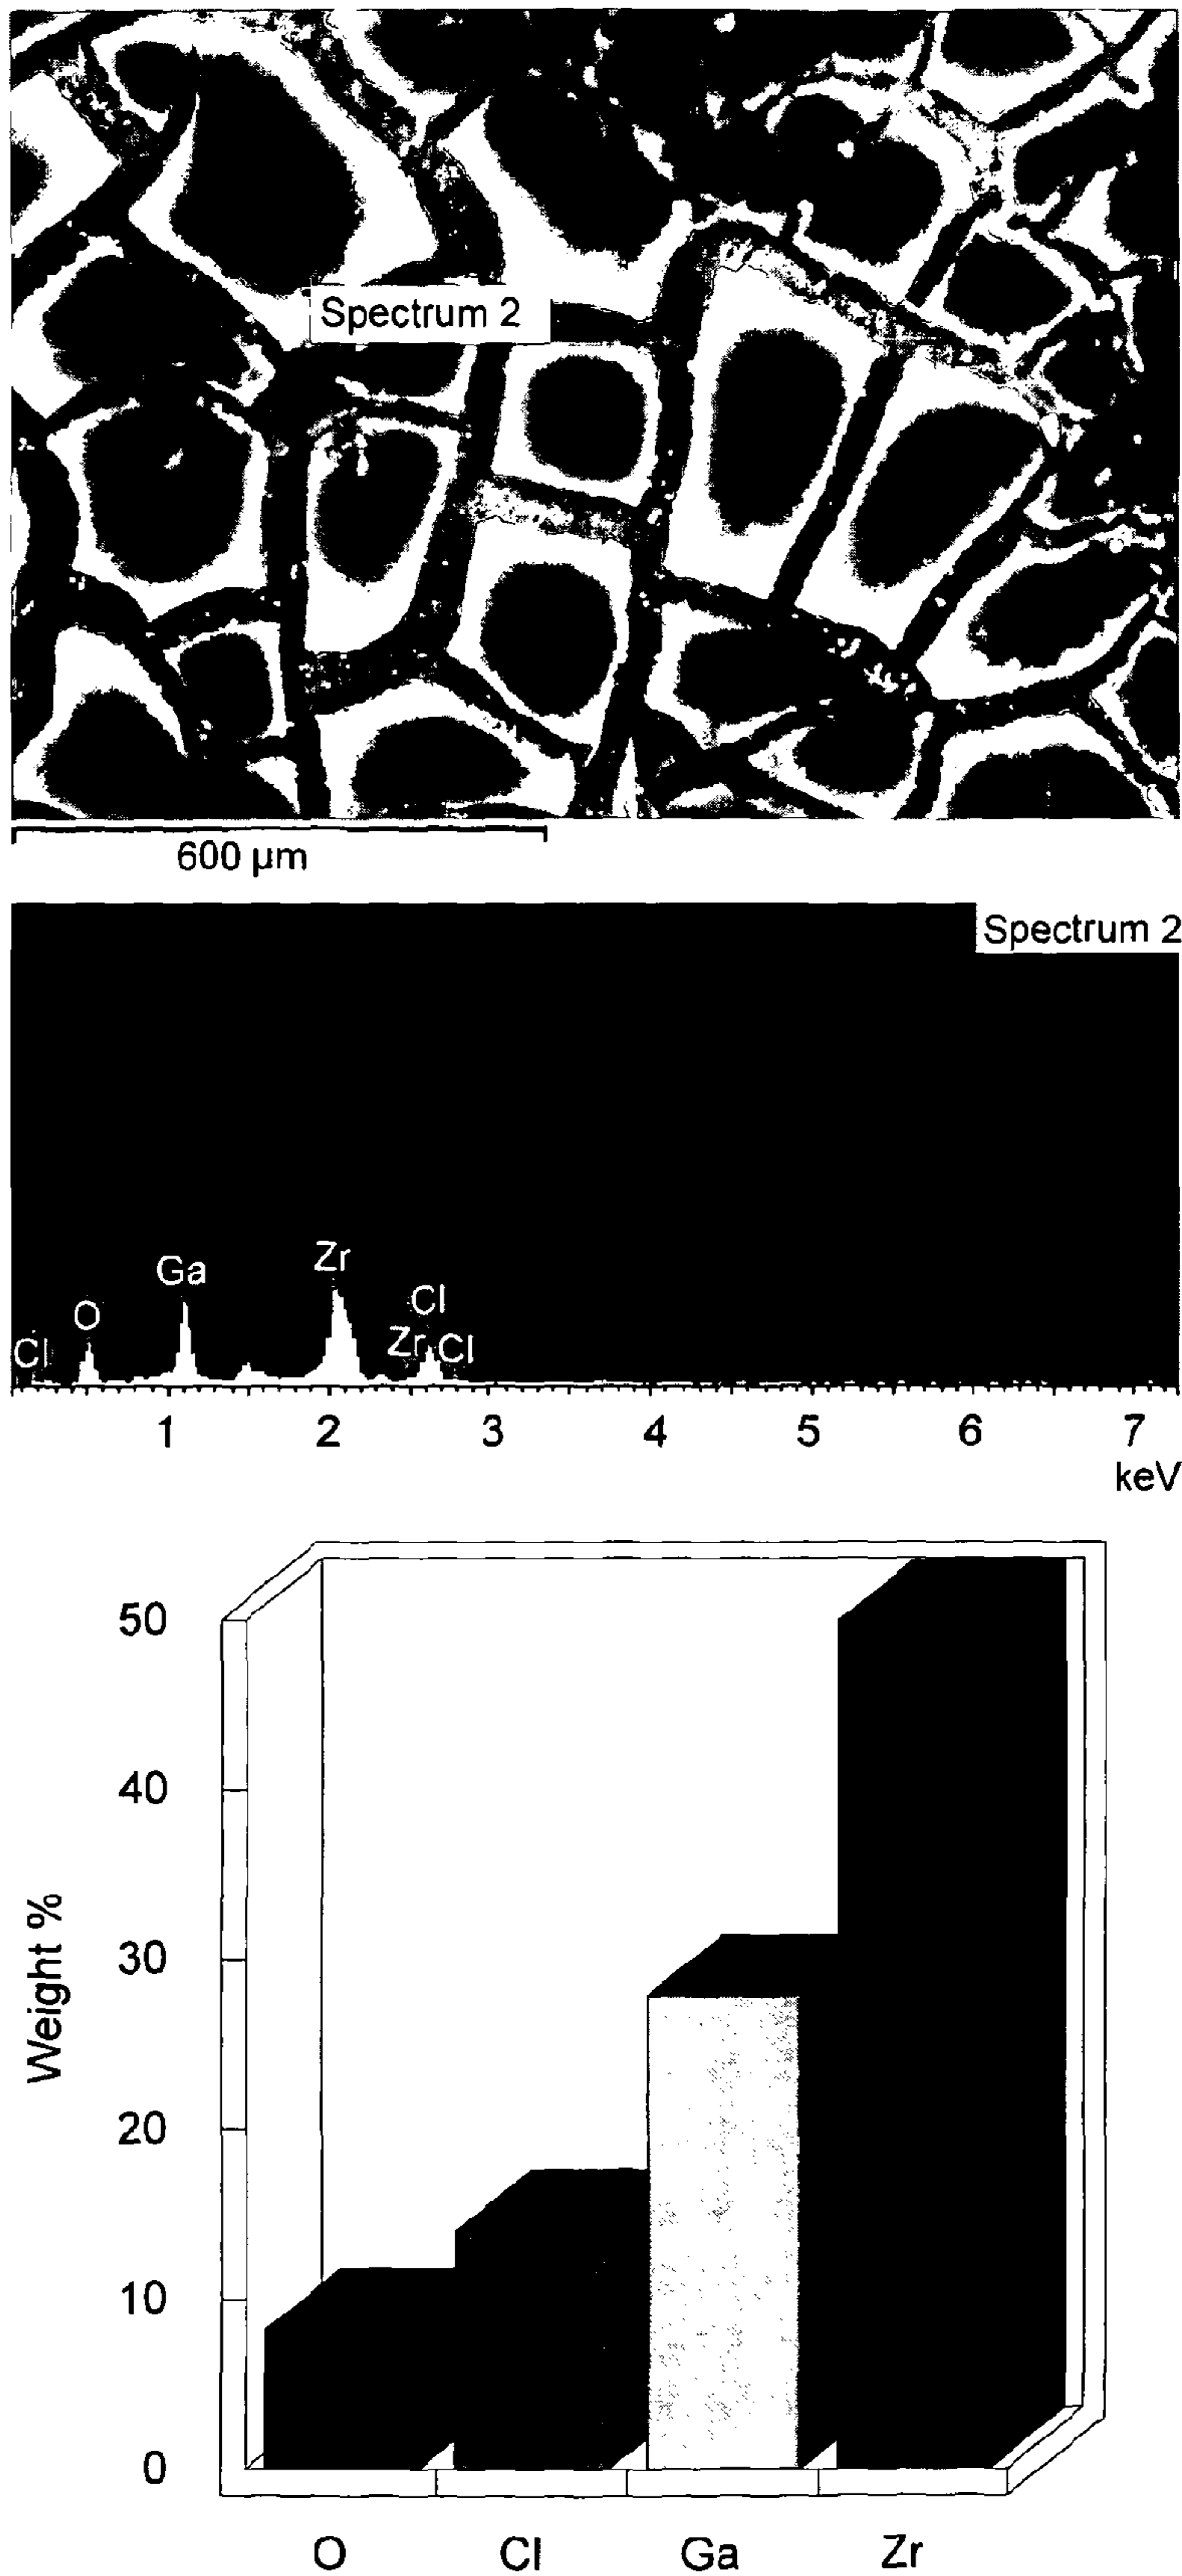 Spectrum 2
600 µm
Spectrum 2
Zr
Ga
Cl
O
Zr Cl
Cl
1 2 3 4 5 6 7
keV
50
40
30
20
10
0
Weight %
O Cl Ga Zr